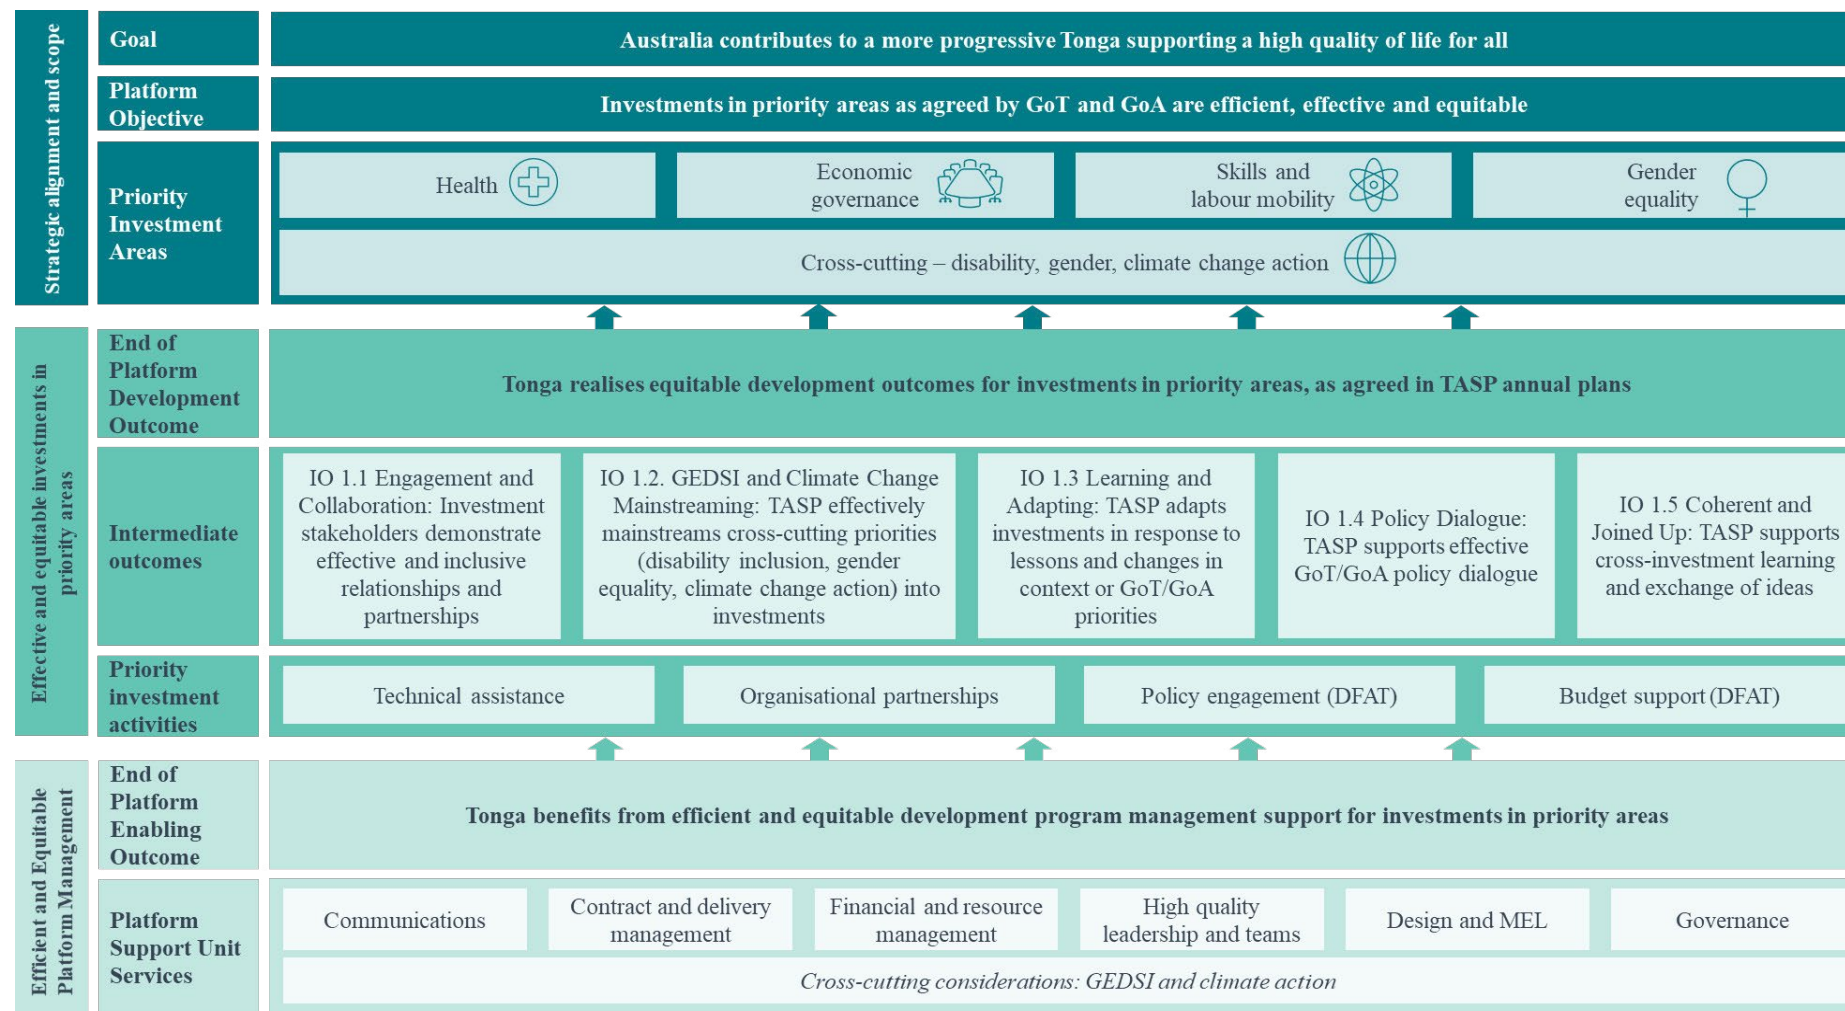 Strategic alignment and scope
Goal
Australia contributes to a more progressive Tonga supporting a high quality of life for all
Platform
Objective
Investments in priority areas as agreed by GoT and GoA are efficient, effective and equitable
Priority
Investment
Areas
Health
Economic
governance
Skills and
labour mobility
Gender
equality
Cross-cutting – disability, gender, climate change action
Effective and equitable investments in
priority areas
End of
Platform
Development
Outcome
Tonga realises equitable development outcomes for investments in priority areas, as agreed in TASP annual plans
Intermediate
outcomes
IO 1.1 Engagement and
Collaboration: Investment
stakeholders demonstrate
effective and inclusive
relationships and
partnerships
IO 1.2. GEDSI and Climate Change
Mainstreaming: TASP effectively
mainstreams cross-cutting priorities
(disability inclusion, gender
equality, climate change action) into
investments
IO 1.3 Learning and
Adapting: TASP adapts
investments in response to
lessons and changes in
context or GoT/GoA
priorities
IO 1.4 Policy Dialogue:
TASP supports effective
GoT/GoA policy dialogue
IO 1.5 Coherent and
Joined Up: TASP supports
cross-investment learning
and exchange of ideas
Priority
investment
activities
Technical assistance
Organisational partnerships
Policy engagement (DFAT)
Budget support (DFAT)
Efficient and Equitable
Platform Management
End of
Platform
Enabling
Outcome
Tonga benefits from efficient and equitable development program management support for investments in priority areas
Platform
Support Unit
Services
Communications
Contract and delivery
management
Financial and resource
management
High quality
leadership and teams
Design and MEL
Governance
Cross-cutting considerations: GEDSI and climate action